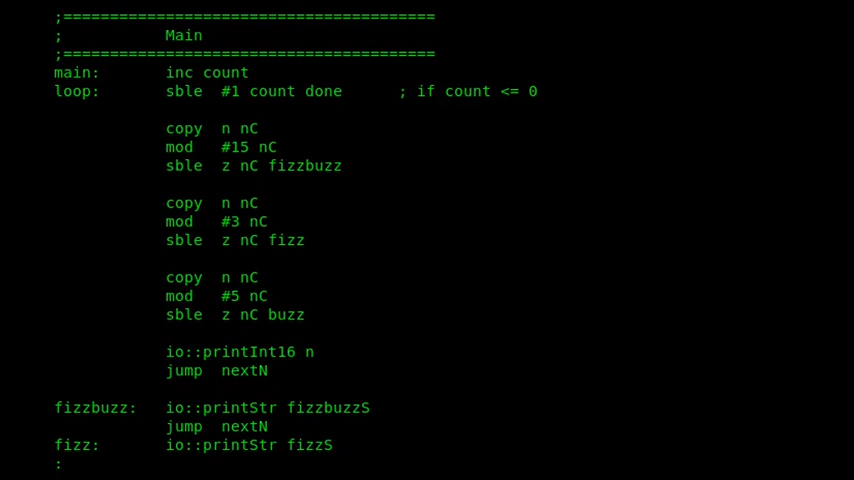 ;=========================================
;           Main
;=========================================
main:       inc count
loop:       sble  #1 count done      ; if count <= 0
            copy  n nC
            mod   #15 nC
            sble  z nC fizzbuzz
            copy  n nC
            mod   #3 nC
            sble  z nC fizz
            copy  n nC
            mod   #5 nC
            sble  z nC buzz
            io::printInt16 n
            jump  nextN
fizzbuzz:   io::printStr fizzbuzzS
            jump  nextN
fizz:       io::printStr fizzS
: